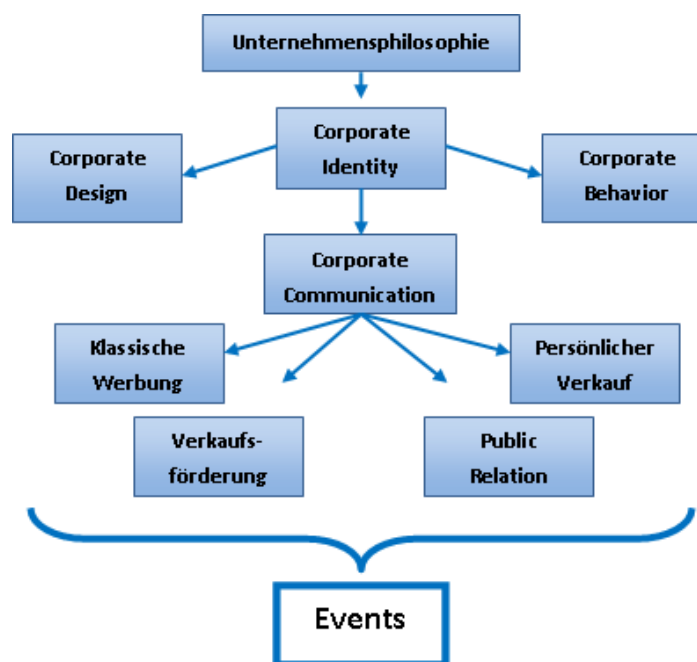 Unternehmensphilosophie
Corporate
Identity
Corporate
Design
Corporate
Behavior
Corporate
Communication
Klassische
Werbung
Persönlicher
Verkauf
Verkaufs-
förderung
Public
Relation
Events